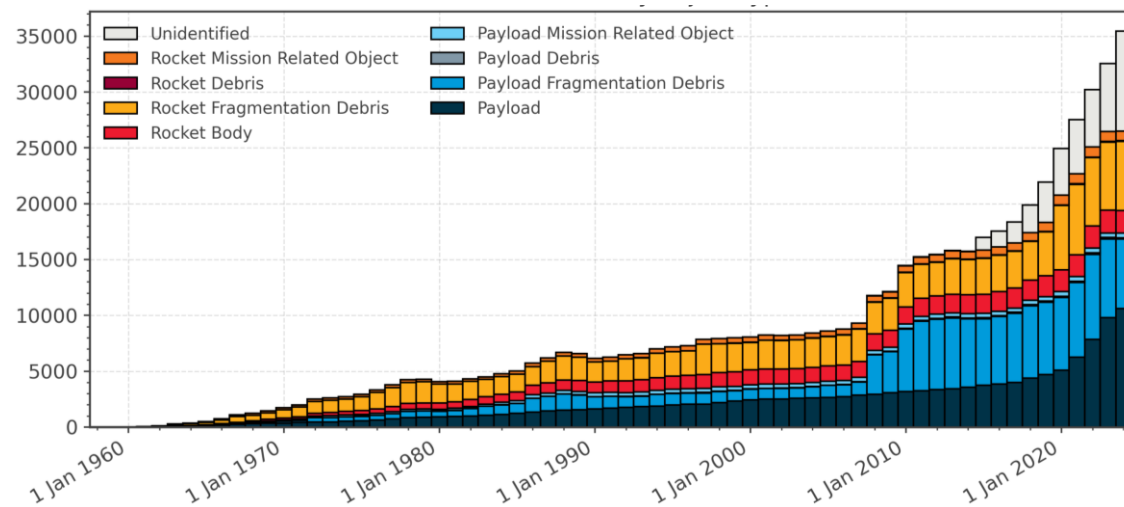 Unidentified
Rocket Mission Related Object
Rocket Debris
Rocket Fragmentation Debris
Rocket Body
Payload Mission Related Object
Payload Debris
Payload Fragmentation Debris
Payload
35000
30000
25000
20000
15000
10000
5000
0
1 Jan 1960
1 Jan 1970
1 Jan 1980
1 Jan 1990
1 Jan 2000
1 Jan 2010
1 Jan 2020